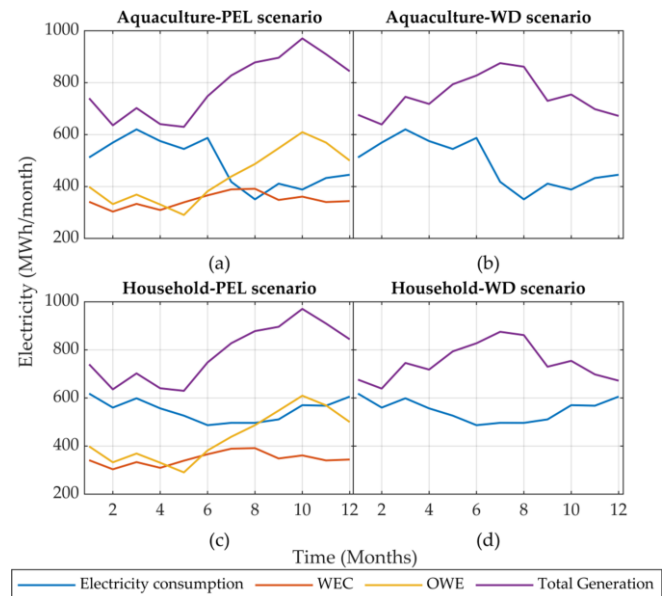 Aquaculture-PEL scenario
Aquaculture-WD scenario
1000
800
600
400
200
(a)
(b)
Household-PEL scenario
Household-WD scenario
1000
800
600
400
200
2 4 6 8 10 12
2 4 6 8 10 12
(c)
(d)
Electricity (MWh/month)
Time (Months)
Electricity consumption WEC OWE Total Generation